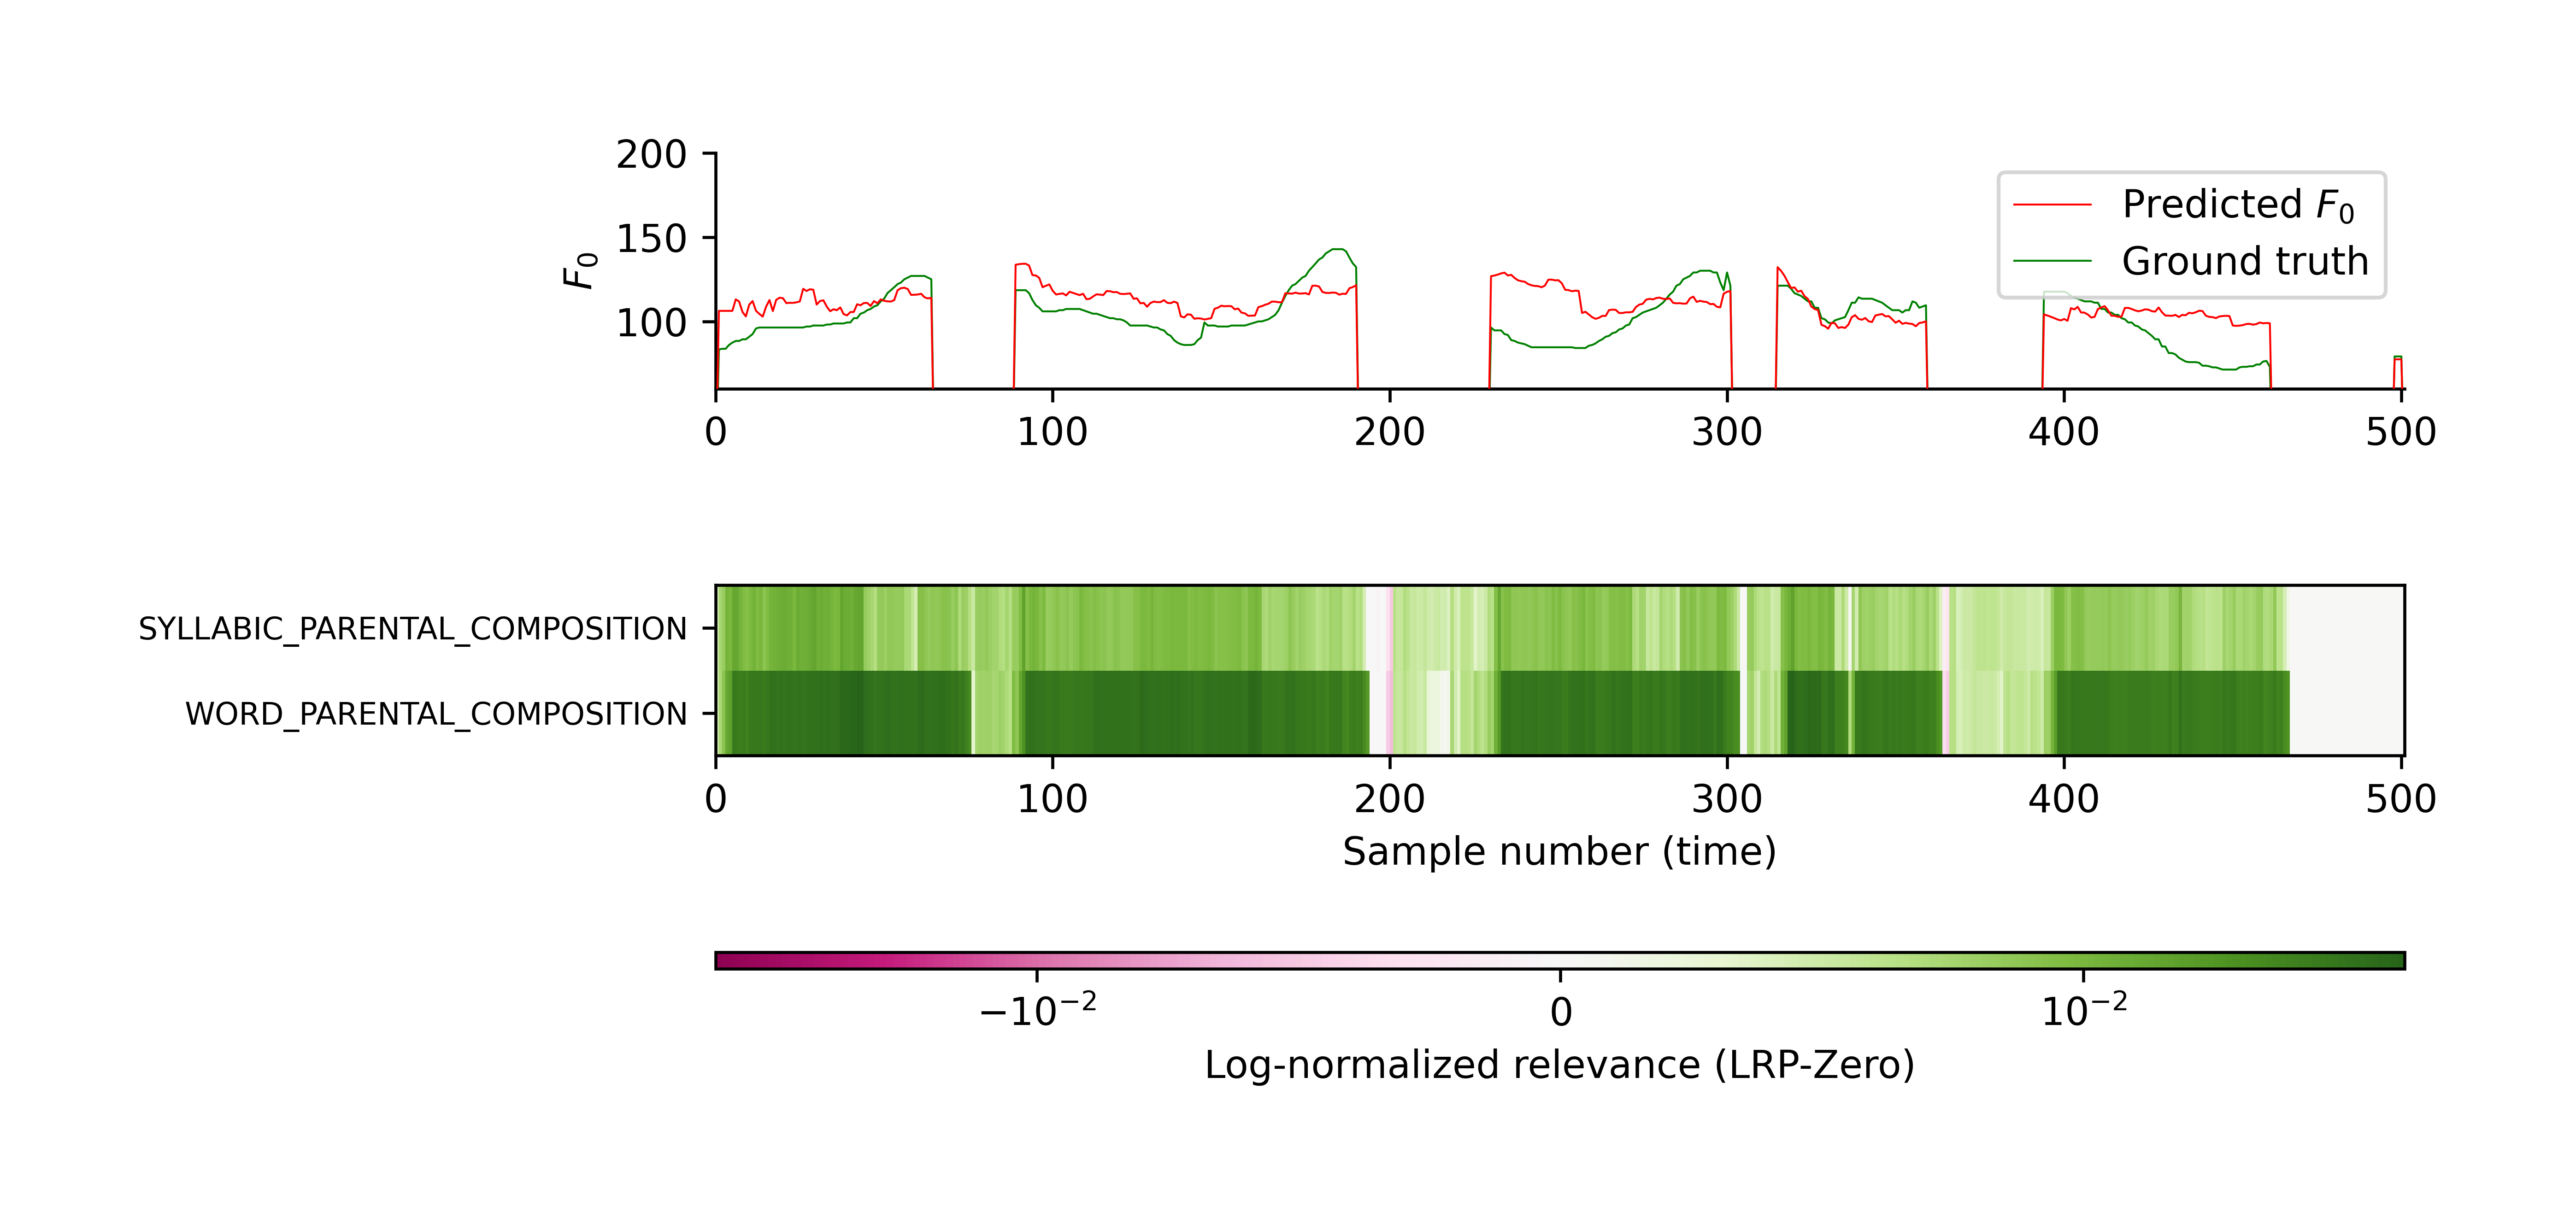 200
150
100
F₀
Predicted F₀
Ground truth
0 100 200 300 400 500
SYLLABIC_PARENTAL_COMPOSITION
WORD_PARENTAL_COMPOSITION
0 100 200 300 400 500
Sample number (time)
−10⁻² 0 10⁻²
Log-normalized relevance (LRP-Zero)